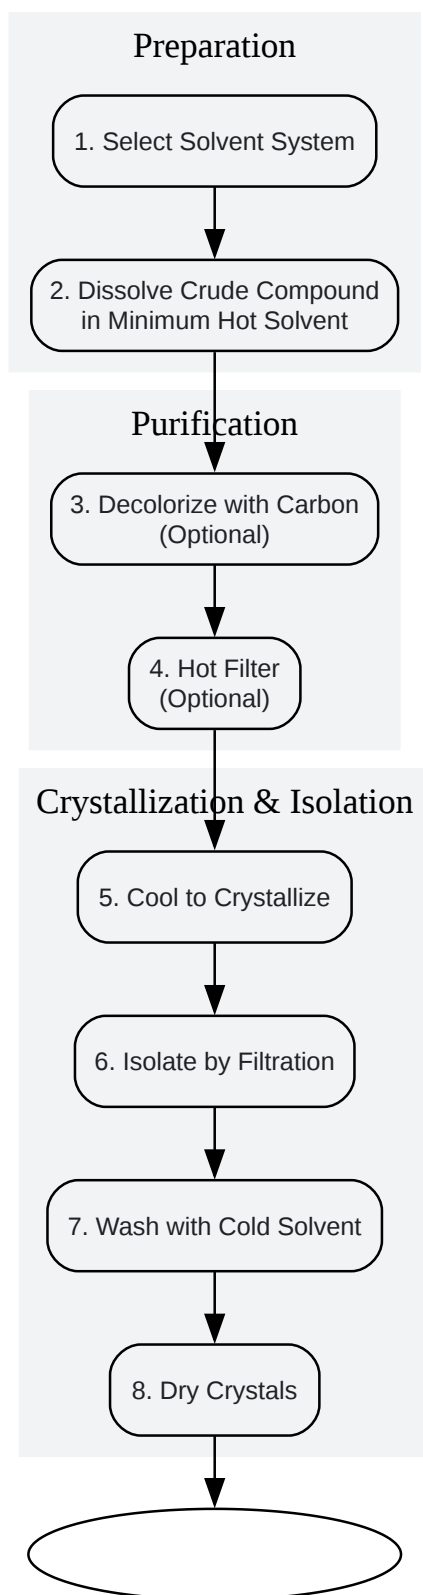 Preparation
1. Select Solvent System
2. Dissolve Crude Compound
in Minimum Hot Solvent
Purification
3. Decolorize with Carbon
(Optional)
4. Hot Filter
(Optional)
Crystallization & Isolation
5. Cool to Crystallize
6. Isolate by Filtration
7. Wash with Cold Solvent
8. Dry Crystals